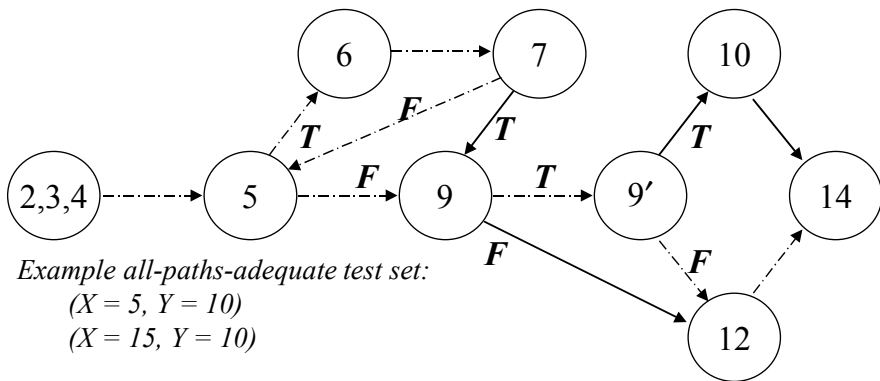 6
7
10
F
T
T
T
2,3,4
5
F
9
T
9′
14
F
F
12
Example all-paths-adequate test set:
(X = 5, Y = 10)
(X = 15, Y = 10)